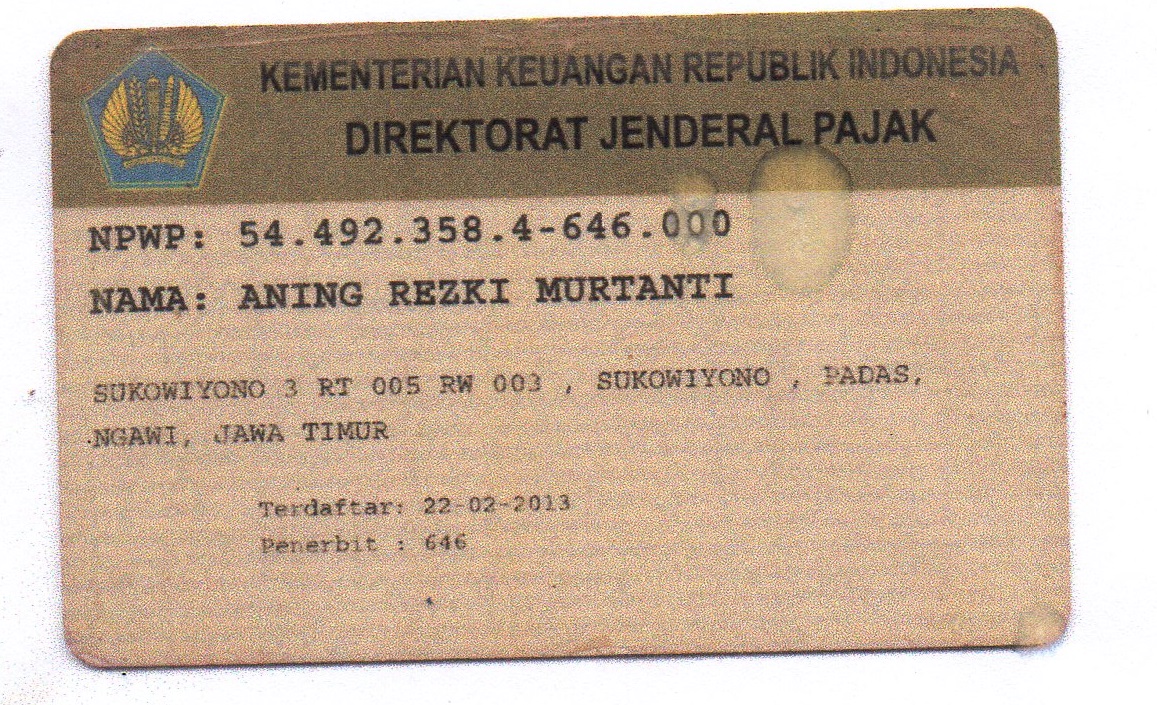 KEMENTERIAN KEUANGAN REPUBLIK INDONESIA
DIREKTORAT JENDERAL PAJAK
NPWP: 54.492.358.4-646.000
NAMA: ANING REZKI MURTANTI
SUKOWIYONO 3 RT 005 RW 003 , SUKOWIYONO , PADAS,
NGAWI, JAWA TIMUR
Terdaftar: 22-02-2013
Penerbit : 646